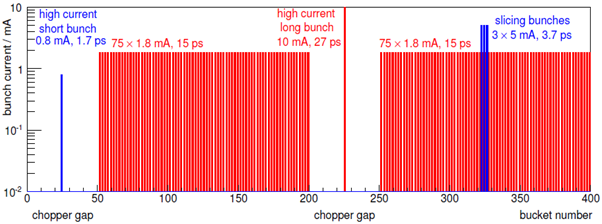 high current
short bunch
0.8 mA, 1.7 ps
75 × 1.8 mA, 15 ps
high current
long bunch
10 mA, 27 ps
75 × 1.8 mA, 15 ps
slicing bunches
3 × 5 mA, 3.7 ps
bunch current / mA
10
1
10⁻¹
10⁻²
0
50
100
150
200
250
300
350
400
chopper gap
chopper gap
bucket number